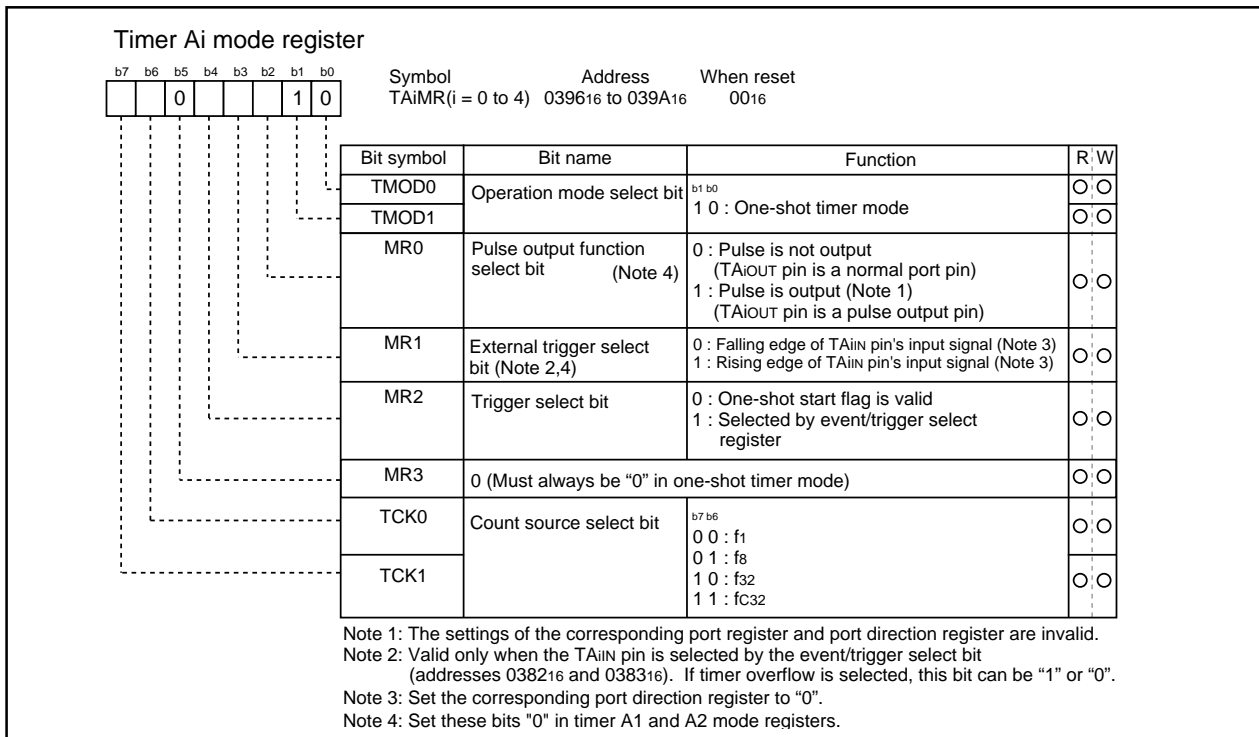 Timer Ai mode register
b7 b6 b5 b4 b3 b2 b1 b0
0 1 0
Symbol Address When reset
TAiMR(i = 0 to 4) 039616 to 039A16 0016
Bit symbol Bit name Function R W
TMOD0
TMOD1
Operation mode select bit
b1 b0
1 0 : One-shot timer mode
MR0
Pulse output function
select bit (Note 4)
0 : Pulse is not output
(TAiOUT pin is a normal port pin)
1 : Pulse is output (Note 1)
(TAiOUT pin is a pulse output pin)
MR1
External trigger select
bit (Note 2,4)
0 : Falling edge of TAiIN pin's input signal (Note 3)
1 : Rising edge of TAiIN pin's input signal (Note 3)
MR2
Trigger select bit
0 : One-shot start flag is valid
1 : Selected by event/trigger select
register
MR3
0 (Must always be “0” in one-shot timer mode)
TCK0
TCK1
Count source select bit
b7 b6
0 0 : f1
0 1 : f8
1 0 : f32
1 1 : fC32
Note 1: The settings of the corresponding port register and port direction register are invalid.
Note 2: Valid only when the TAiIN pin is selected by the event/trigger select bit
(addresses 038216 and 038316). If timer overflow is selected, this bit can be “1” or “0”.
Note 3: Set the corresponding port direction register to “0”.
Note 4: Set these bits "0" in timer A1 and A2 mode registers.